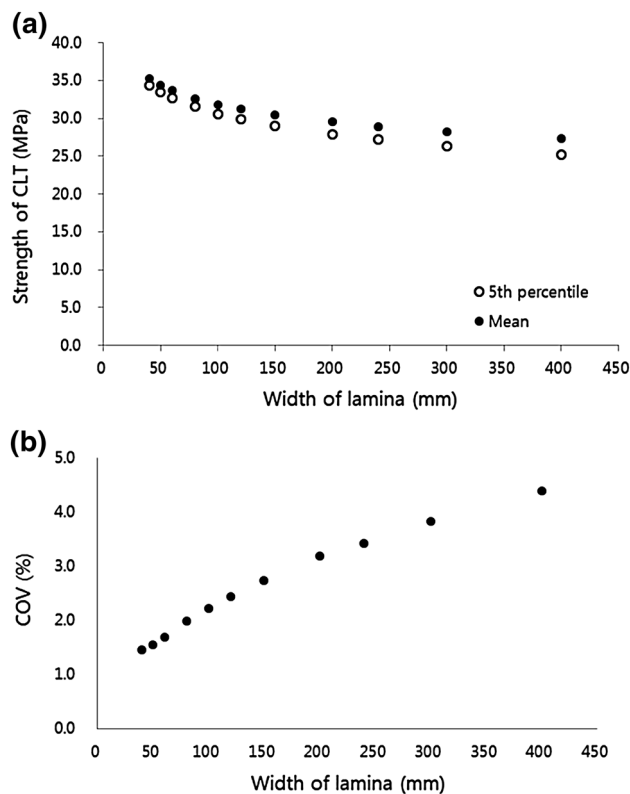 (a)
40.0
35.0
30.0
25.0
20.0
15.0
10.0
5.0
0.0
Strength of CLT (MPa)
5th percentile
Mean
0 50 100 150 200 250 300 350 400 450
Width of lamina (mm)
(b)
5.0
4.0
3.0
2.0
1.0
0.0
COV (%)
0 50 100 150 200 250 300 350 400 450
Width of lamina (mm)